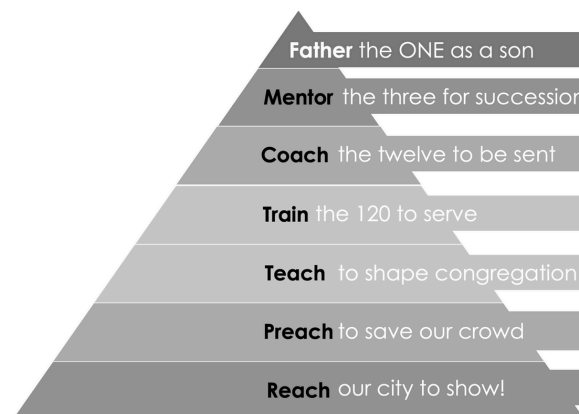 Father the ONE as a son
Mentor the three for succession
Coach the twelve to be sent
Train the 120 to serve
Teach to shape congregation
Preach to save our crowd
Reach our city to show!